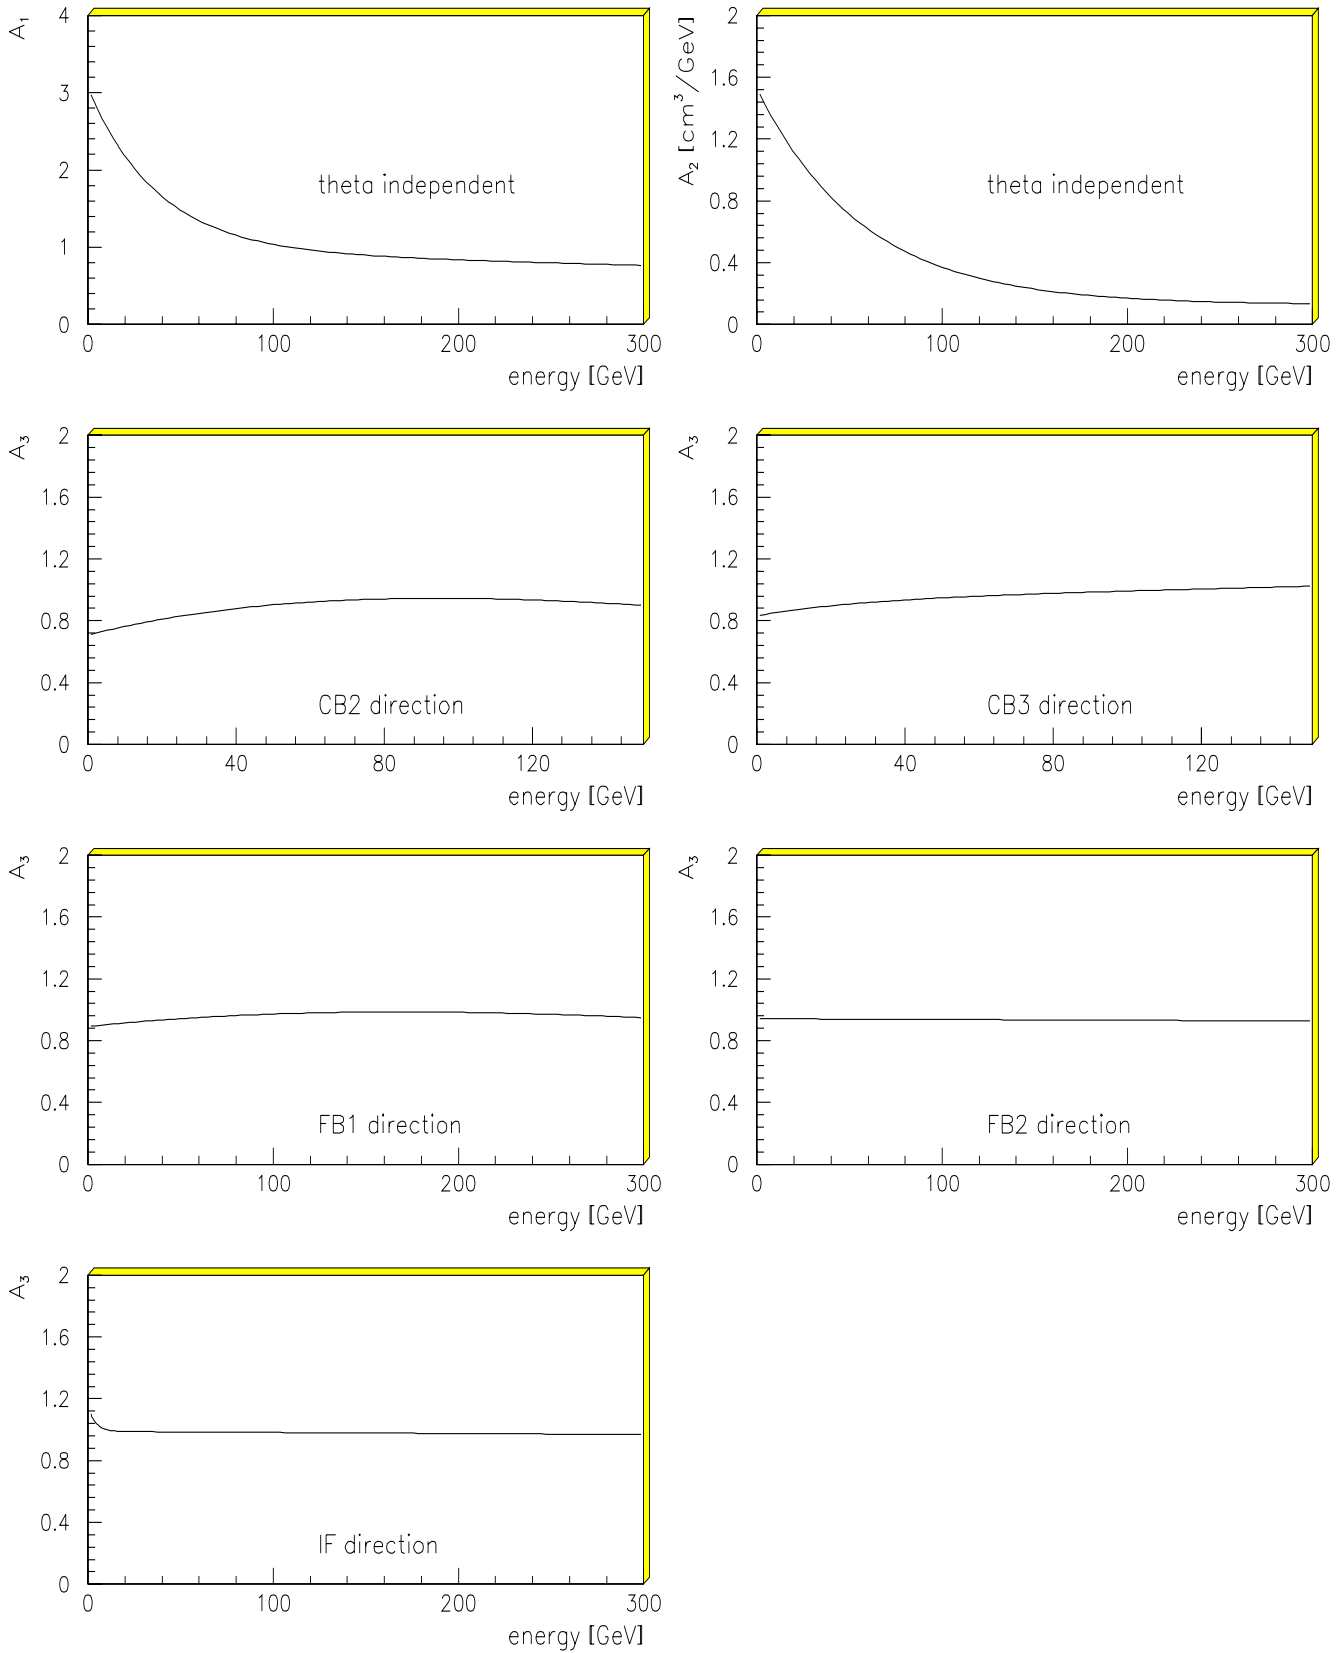 A₁
4
3
2
1
0
theta independent
0 100 200 300
energy [GeV]
A₂ [cm³/GeV]
2
1.6
1.2
0.8
0.4
0
theta independent
0 100 200 300
energy [GeV]
A₃
2
1.6
1.2
0.8
0.4
0
CB2 direction
0 40 80 120
energy [GeV]
A₃
2
1.6
1.2
0.8
0.4
0
CB3 direction
0 40 80 120
energy [GeV]
A₃
2
1.6
1.2
0.8
0.4
0
FB1 direction
0 100 200 300
energy [GeV]
A₃
2
1.6
1.2
0.8
0.4
0
FB2 direction
0 100 200 300
energy [GeV]
A₃
2
1.6
1.2
0.8
0.4
0
IF direction
0 100 200 300
energy [GeV]